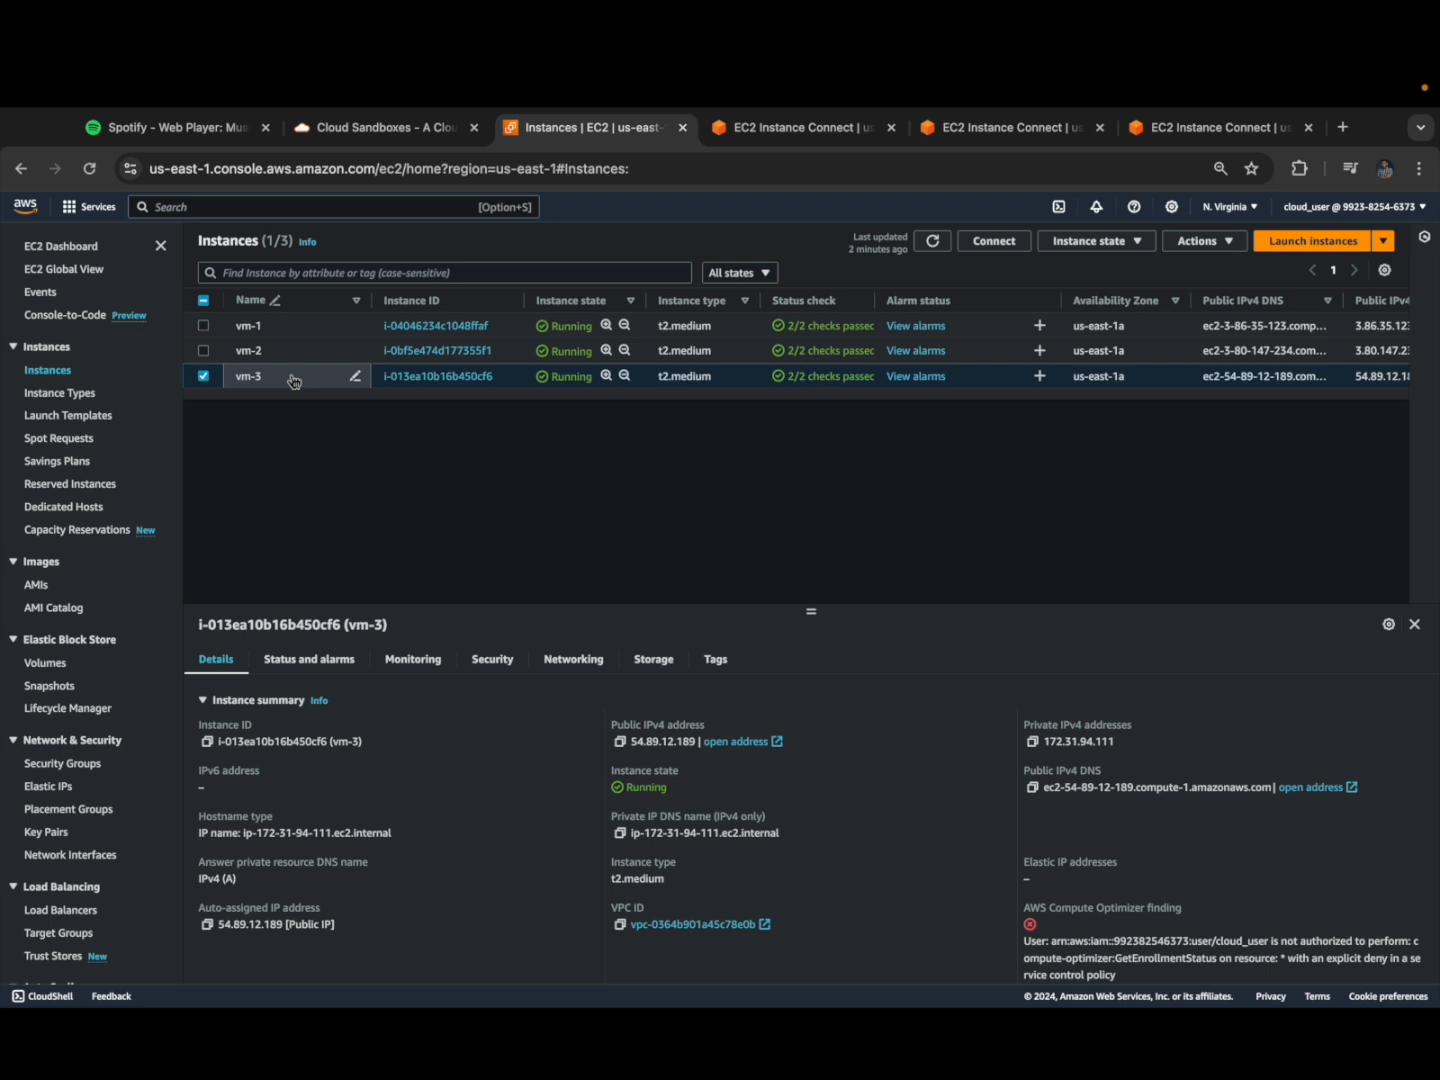 Spotify - Web Player: Mus
Cloud Sandboxes - A Clou
Instances | EC2 | us-east-
EC2 Instance Connect | us
EC2 Instance Connect | us
EC2 Instance Connect | us
us-east-1.console.aws.amazon.com/ec2/home?region=us-east-1#Instances:
aws
Services
Search
[Option+S]
N. Virginia
cloud_user @ 9923-8254-6373
EC2 Dashboard
EC2 Global View
Events
Console-to-Code Preview
Instances
Instances
Instance Types
Launch Templates
Spot Requests
Savings Plans
Reserved Instances
Dedicated Hosts
Capacity Reservations New
Images
AMIs
AMI Catalog
Elastic Block Store
Volumes
Snapshots
Lifecycle Manager
Network & Security
Security Groups
Elastic IPs
Placement Groups
Key Pairs
Network Interfaces
Load Balancing
Load Balancers
Target Groups
Trust Stores New
Instances (1/3) Info
Last updated
2 minutes ago
Connect
Instance state
Actions
Launch instances
Find Instance by attribute or tag (case-sensitive)
All states
1
Name Instance ID Instance state Instance type Status check Alarm status Availability Zone Public IPv4 DNS Public IPv4
vm-1 i-04046234c1048ffaf Running t2.medium 2/2 checks passec View alarms us-east-1a ec2-3-86-35-123.comp... 3.86.35.12
vm-2 i-0bf5e474d177355f1 Running t2.medium 2/2 checks passec View alarms us-east-1a ec2-3-80-147-234.com... 3.80.147.2
vm-3 i-013ea10b16b450cf6 Running t2.medium 2/2 checks passec View alarms us-east-1a ec2-54-89-12-189.com... 54.89.12.1
i-013ea10b16b450cf6 (vm-3)
Details Status and alarms Monitoring Security Networking Storage Tags
Instance summary Info
Instance ID
i-013ea10b16b450cf6 (vm-3)
Public IPv4 address
54.89.12.189 | open address
Private IPv4 addresses
172.31.94.111
IPv6 address
–
Instance state
Running
Public IPv4 DNS
ec2-54-89-12-189.compute-1.amazonaws.com | open address
Hostname type
IP name: ip-172-31-94-111.ec2.internal
Private IP DNS name (IPv4 only)
ip-172-31-94-111.ec2.internal
Answer private resource DNS name
IPv4 (A)
Instance type
t2.medium
Elastic IP addresses
–
Auto-assigned IP address
54.89.12.189 [Public IP]
VPC ID
vpc-0364b901a45c78e0b
AWS Compute Optimizer finding
User: arn:aws:iam::992382546373:user/cloud_user is not authorized to perform: c
ompute-optimizer:GetEnrollmentStatus on resource: * with an explicit deny in a se
rvice control policy
CloudShell
Feedback
© 2024, Amazon Web Services, Inc. or its affiliates.
Privacy
Terms
Cookie preferences